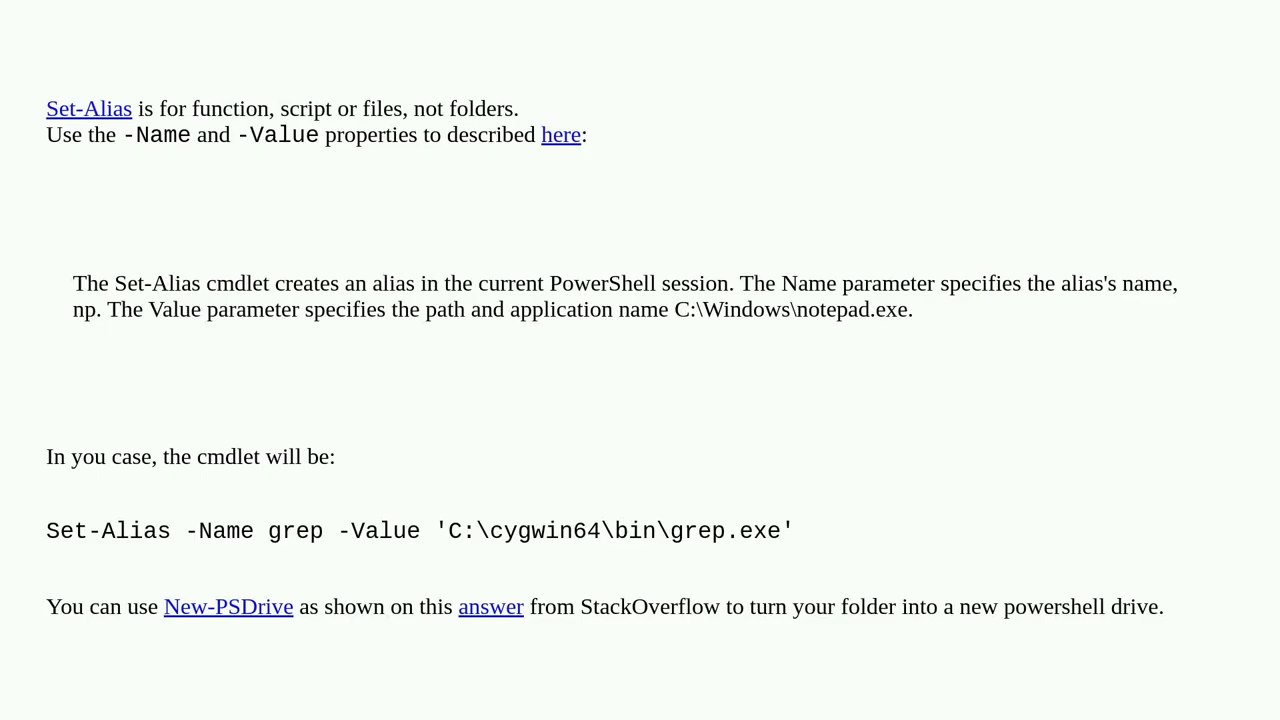 Set-Alias is for function, script or files, not folders.
Use the -Name and -Value properties to described here:
The Set-Alias cmdlet creates an alias in the current PowerShell session. The Name parameter specifies the alias's name,
np. The Value parameter specifies the path and application name C:\Windows\notepad.exe.
In you case, the cmdlet will be:
Set-Alias -Name grep -Value 'C:\cygwin64\bin\grep.exe'
You can use New-PSDrive as shown on this answer from StackOverflow to turn your folder into a new powershell drive.